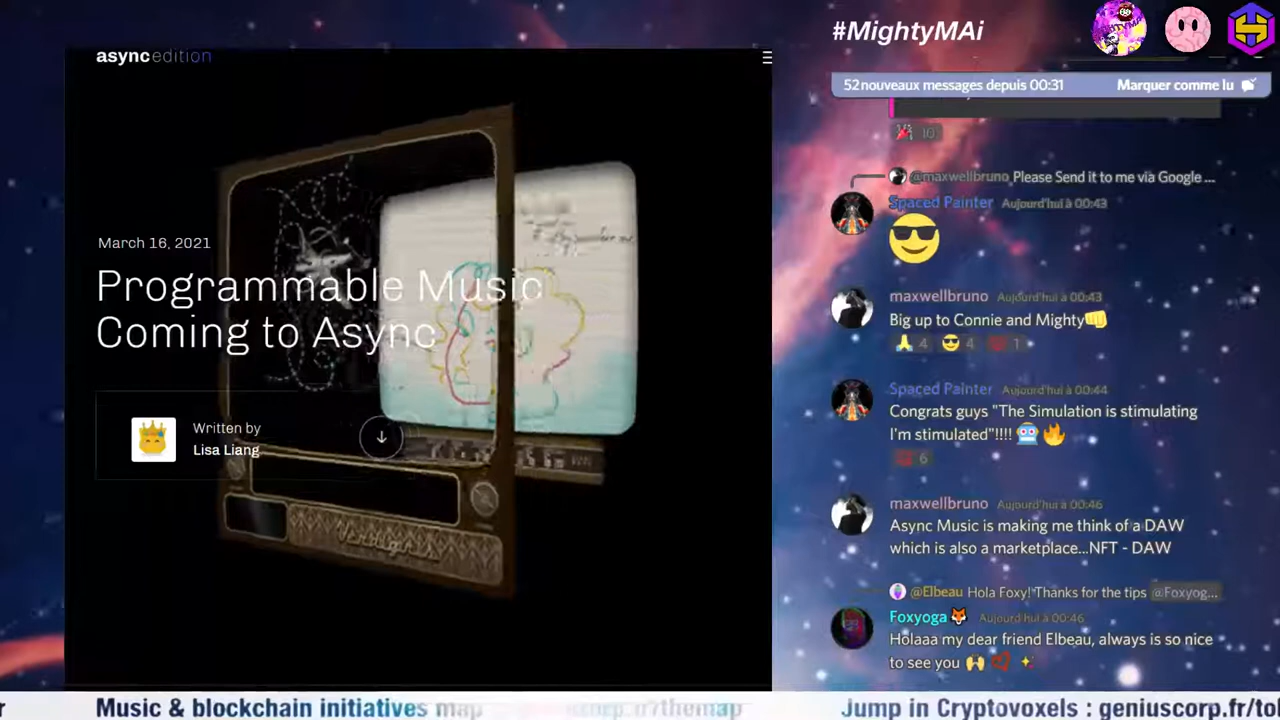 #MightyMAi
asyncedition
52 nouveaux messages depuis 00:31 Marquer comme lu
10
@maxwellbruno Please Send it to me via Google ...
Spaced Painter Aujourd'hui à 00:43
😎
maxwellbruno Aujourd'hui à 00:43
Big up to Connie and Mighty👊
🙏 4 😎 4 1
March 16, 2021
Programmable Music
Coming to Async
Written by
Lisa Liang
Spaced Painter Aujourd'hui à 00:44
Congrats guys "The Simulation is stimulating
I'm stimulated"!!!! 🤖🔥
6
maxwellbruno Aujourd'hui à 00:46
Async Music is making me think of a DAW
which is also a marketplace...NFT - DAW
@Elbeau Hola Foxy! Thanks for the tips @Foxyog...
Foxyoga 🦊 Aujourd'hui à 00:46
Holaaa my dear friend Elbeau, always is so nice
to see you 🙌 ✨
Music & blockchain initiatives map Jump in Cryptovoxels : geniuscorp.fr/to